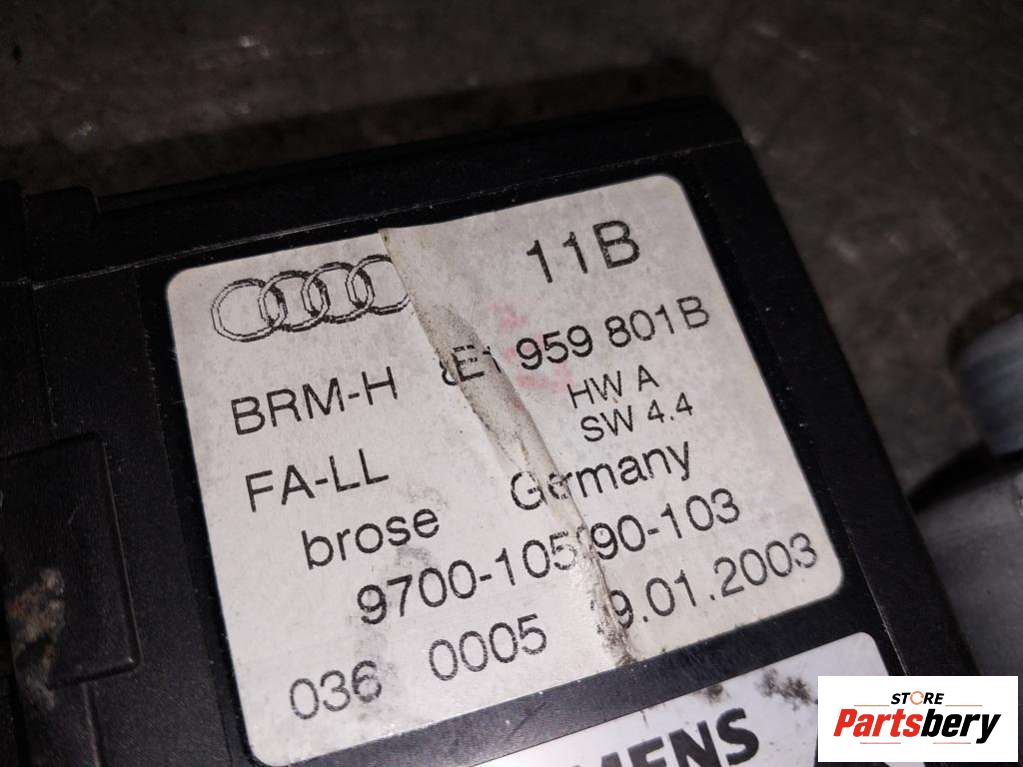 11B
BRM-H 8E1 959 801B
HW A
FA-LL SW 4.4
brose Germany
9700-105 90-103
036 0005 9.01.2003
STORE
Partsbery